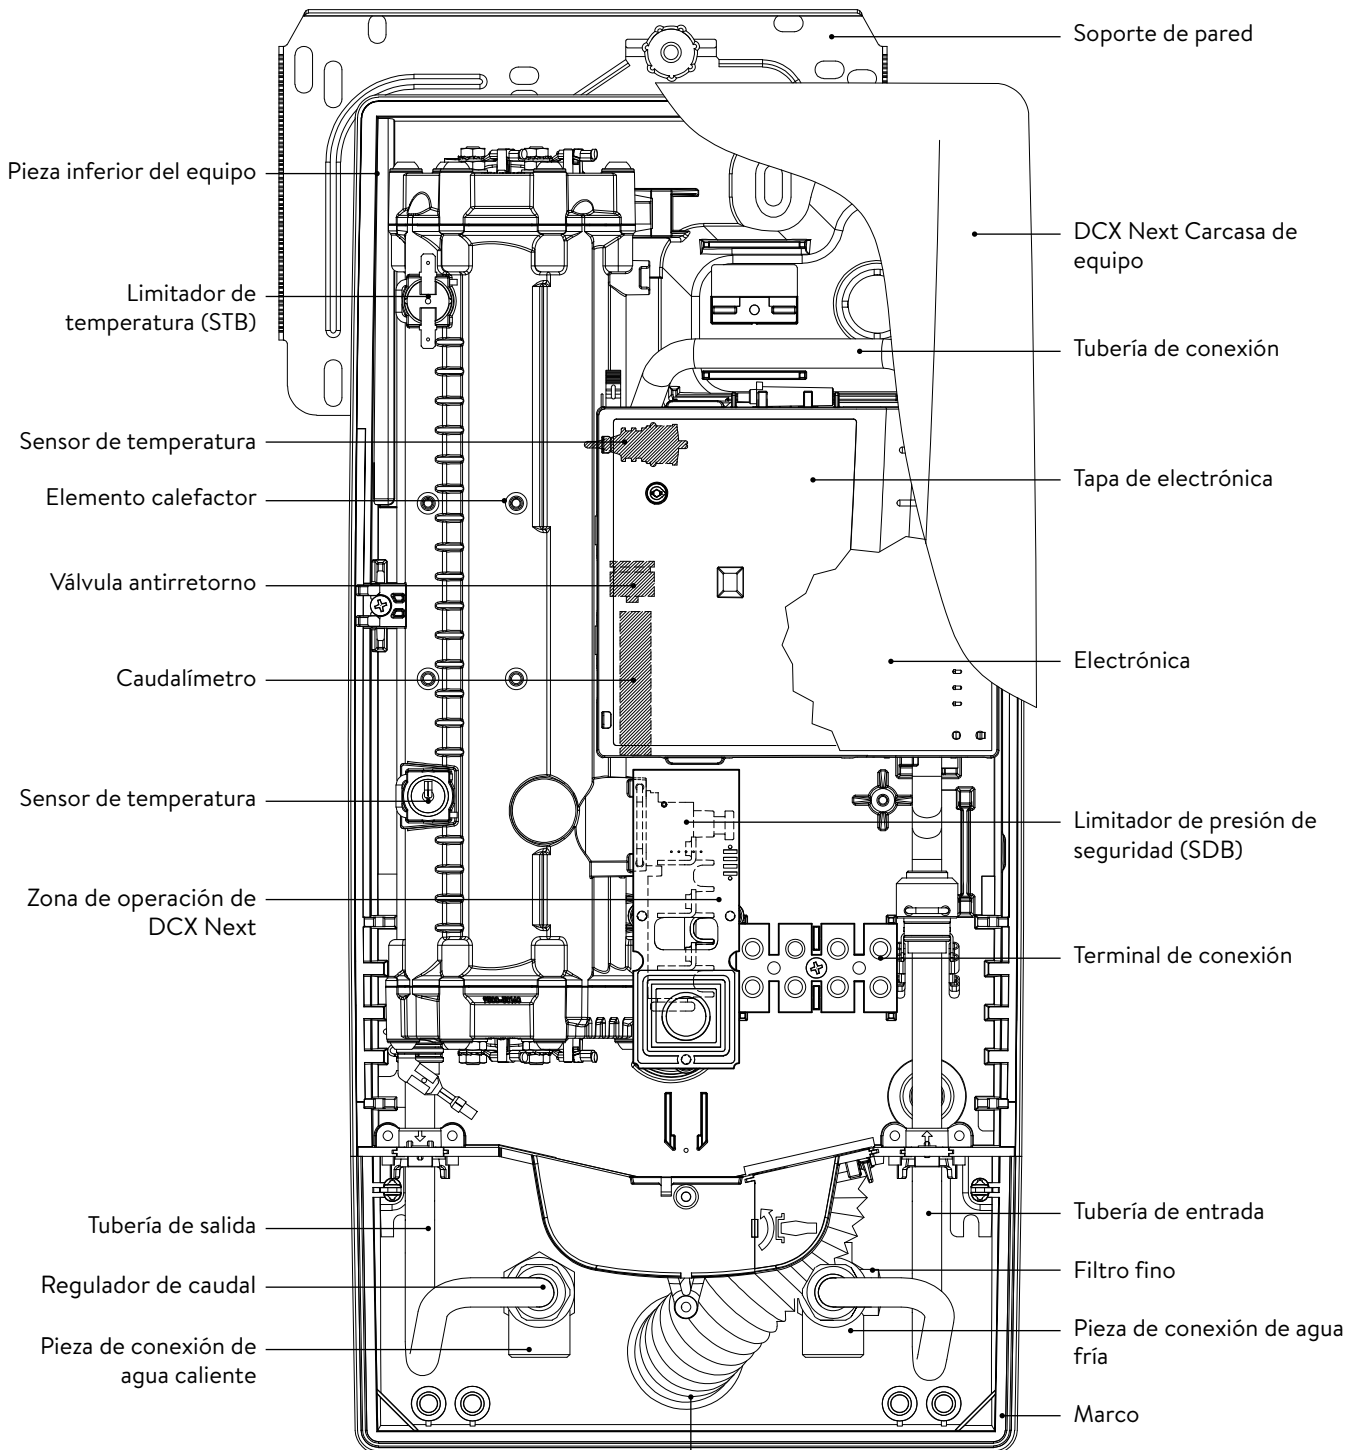 Soporte de pared
Pieza inferior del equipo
DCX Next Carcasa de
equipo
Limitador de
temperatura (STB)
Tubería de conexión
Sensor de temperatura
Tapa de electrónica
Elemento calefactor
Válvula antirretorno
Electrónica
Caudalímetro
Sensor de temperatura
Limitador de presión de
seguridad (SDB)
Zona de operación de
DCX Next
Terminal de conexión
Tubería de salida
Tubería de entrada
Regulador de caudal
Filtro fino
Pieza de conexión de
agua caliente
Pieza de conexión de agua
fría
Marco